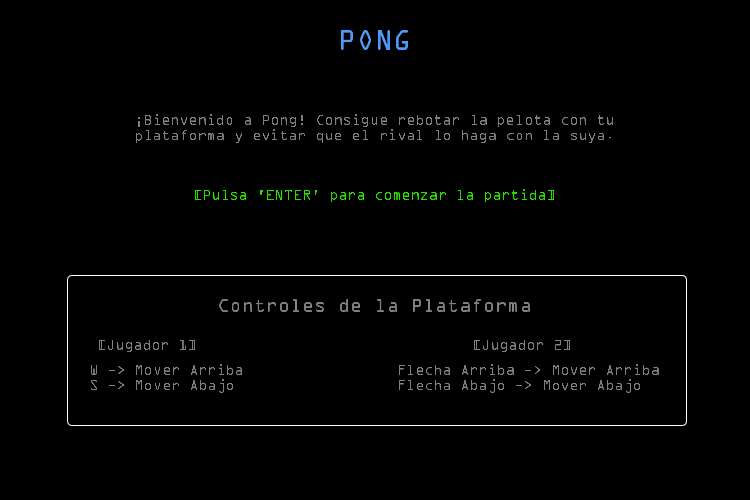 PONG
¡Bienvenido a Pong! Consigue rebotar la pelota con tu
plataforma y evitar que el rival lo haga con la suya.
[Pulsa 'ENTER' para comenzar la partida]
Controles de la Plataforma
[Jugador 1]
[Jugador 2]
W -> Mover Arriba
S -> Mover Abajo
Flecha Arriba -> Mover Arriba
Flecha Abajo -> Mover Abajo